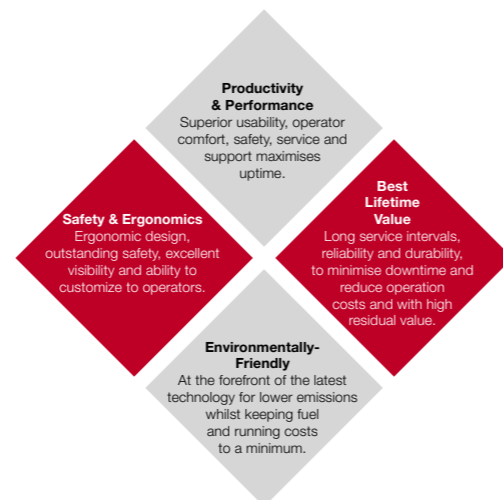 Productivity
& Performance
Superior usability, operator
comfort, safety, service and
support maximises
uptime.
Safety & Ergonomics
Ergonomic design,
outstanding safety, excellent
visibility and ability to
customize to operators.
Best
Lifetime
Value
Long service intervals,
reliability and durability,
to minimise downtime and
reduce operation
costs and with high
residual value.
Environmentally-
Friendly
At the forefront of the latest
technology for lower emissions
whilst keeping fuel
and running costs
to a minimum.